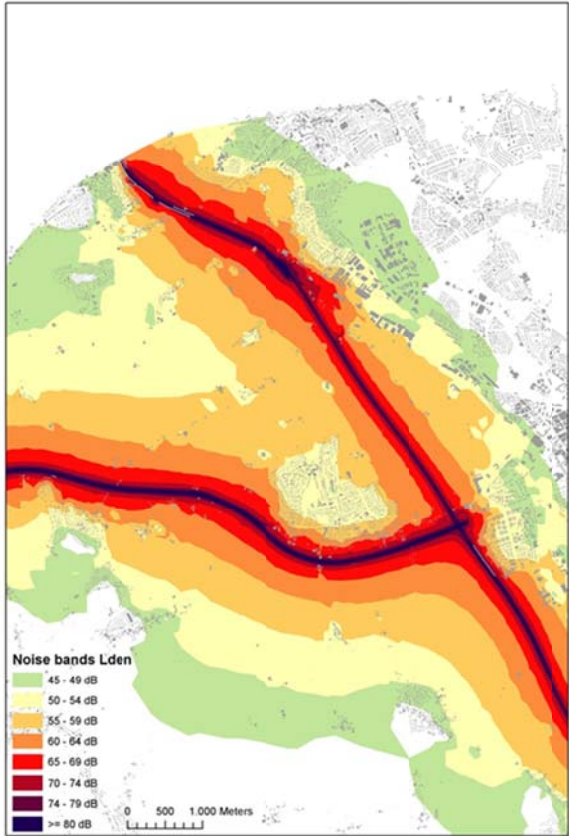 Noise bands Lden
45 - 49 dB
50 - 54 dB
55 - 59 dB
60 - 64 dB
65 - 69 dB
70 - 74 dB
74 - 79 dB
>= 80 dB
0 500 1.000 Meters